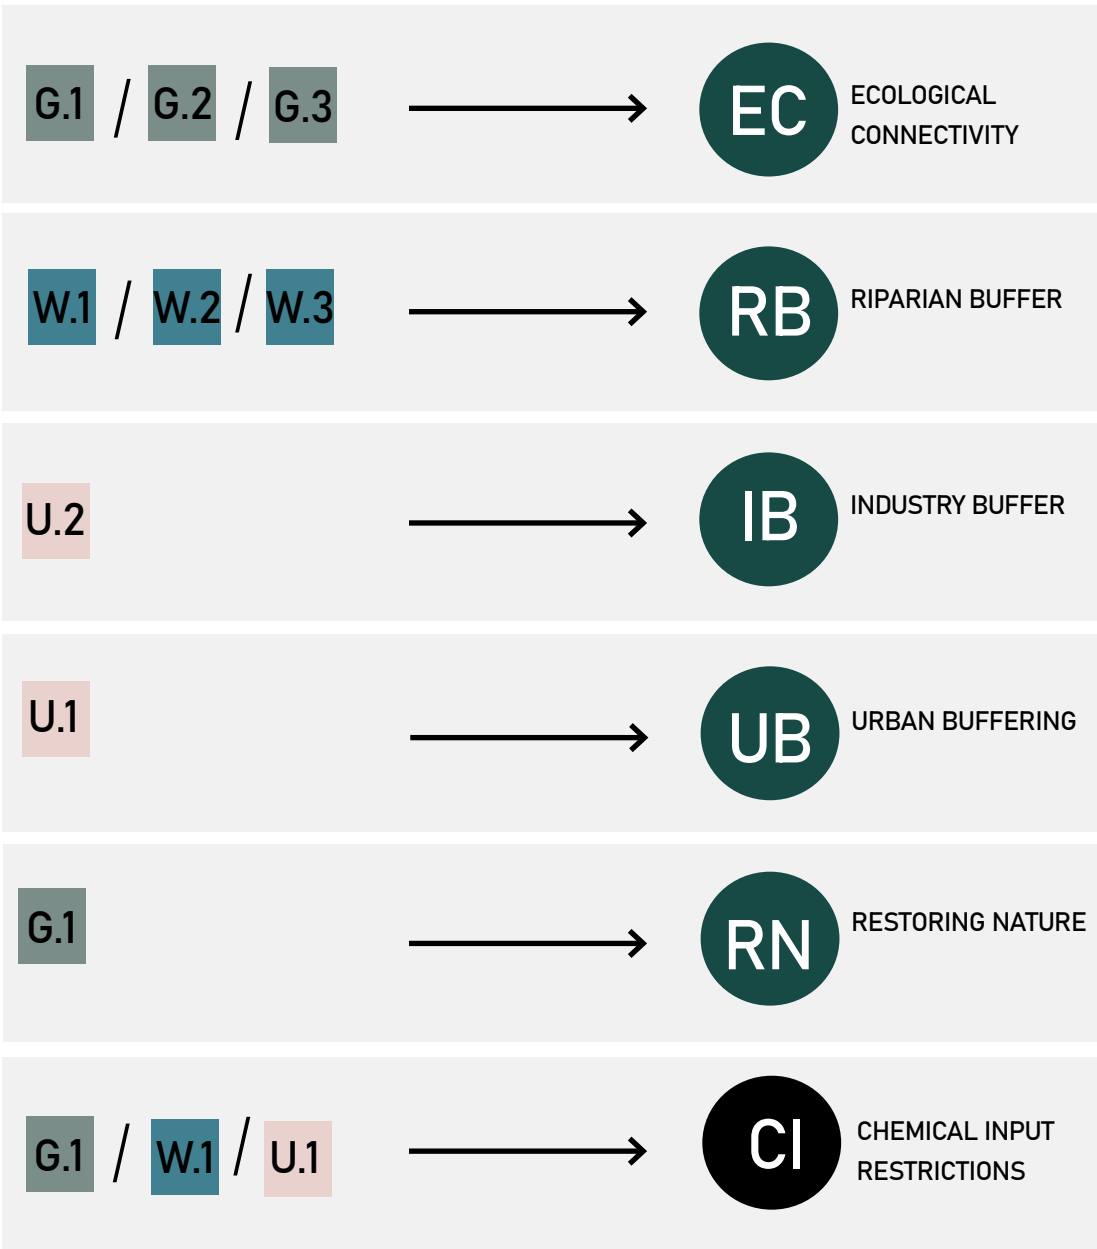 G.1 / G.2 / G.3 EC ECOLOGICAL
CONNECTIVITY
W.1 / W.2 / W.3 RB RIPARIAN BUFFER
U.2 IB INDUSTRY BUFFER
U.1 UB URBAN BUFFERING
G.1 RN RESTORING NATURE
G.1 / W.1 / U.1 CI CHEMICAL INPUT
RESTRICTIONS